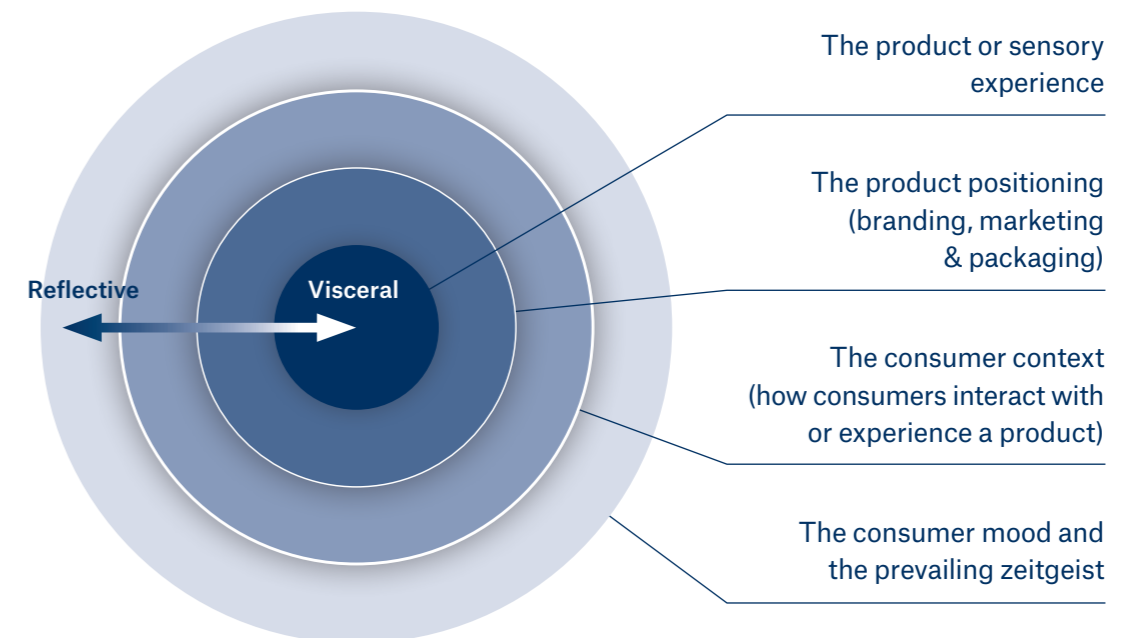 The product or sensory
experience
The product positioning
(branding, marketing
& packaging)
Reflective
Visceral
The consumer context
(how consumers interact with
or experience a product)
The consumer mood and
the prevailing zeitgeist